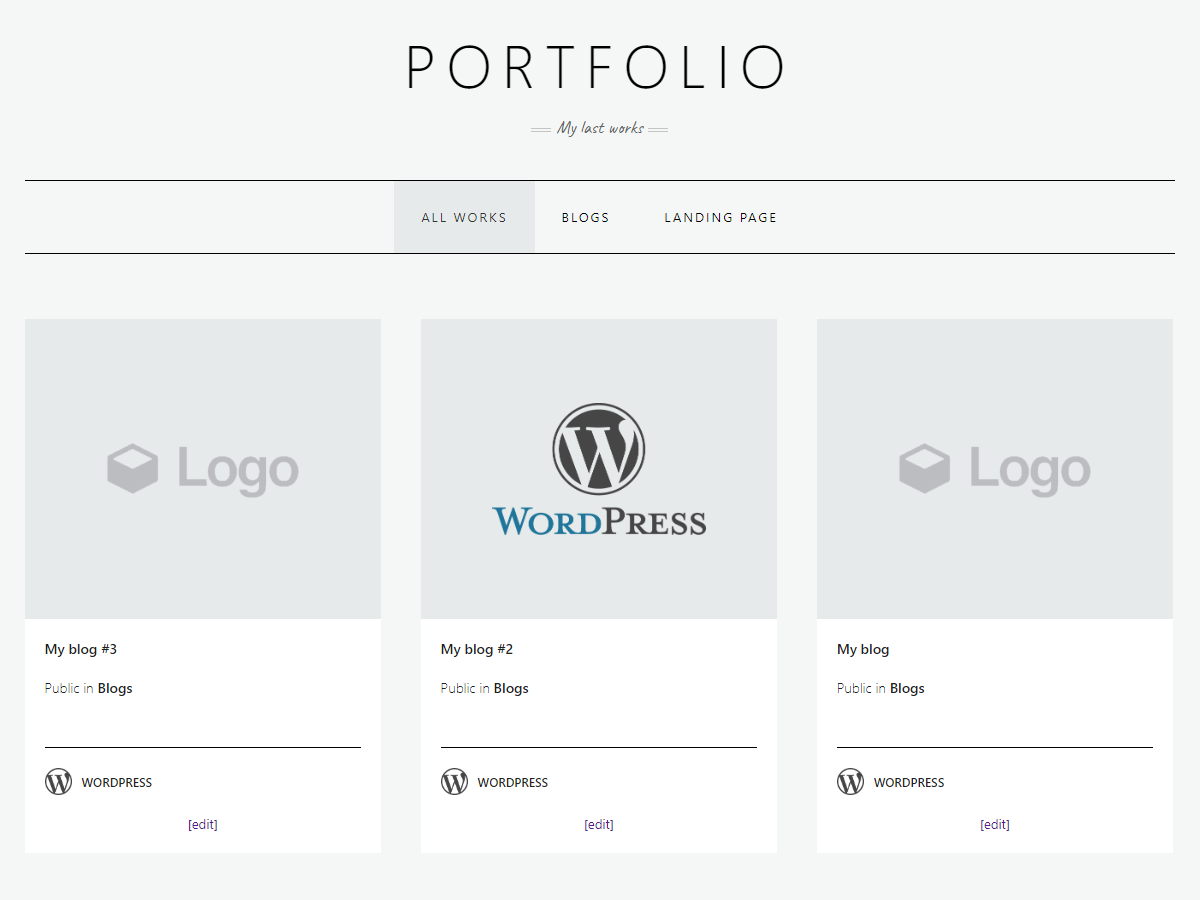 PORTFOLIO
My last works
ALL WORKS BLOGS LANDING PAGE
Logo
WORDPRESS
Logo
My blog #3
Public in Blogs
WORDPRESS
[edit]
My blog #2
Public in Blogs
WORDPRESS
[edit]
My blog
Public in Blogs
WORDPRESS
[edit]